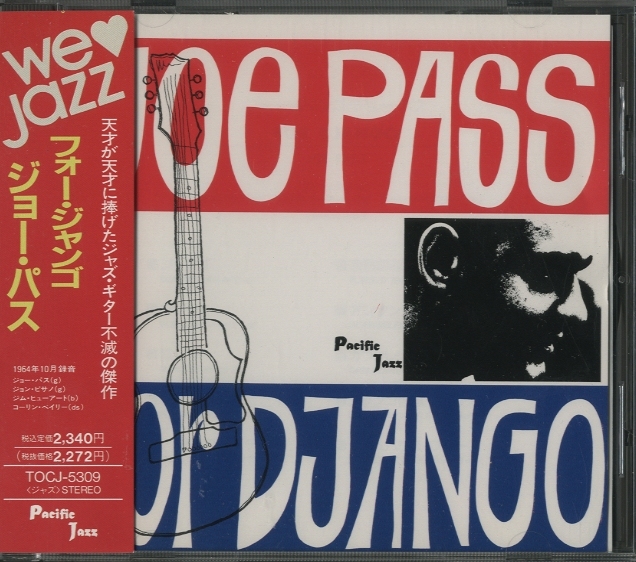 we♥
jazz
フォー・ジャンゴ
ジョー・パス
天才が天才に捧げたジャズ・ギター不滅の傑作
1964年10月録音
ジョー・パス(g)
ジョン・ピサノ(g)
ジム・ヒューアート(b)
コーリン・ベイリー(ds)
税込定価2,340円
(税抜価格2,272円)
TOCJ-5309
〈ジャズ〉STEREO
Pacific
Jazz
JOE PASS
Pacific
Jazz
FOR DJANGO